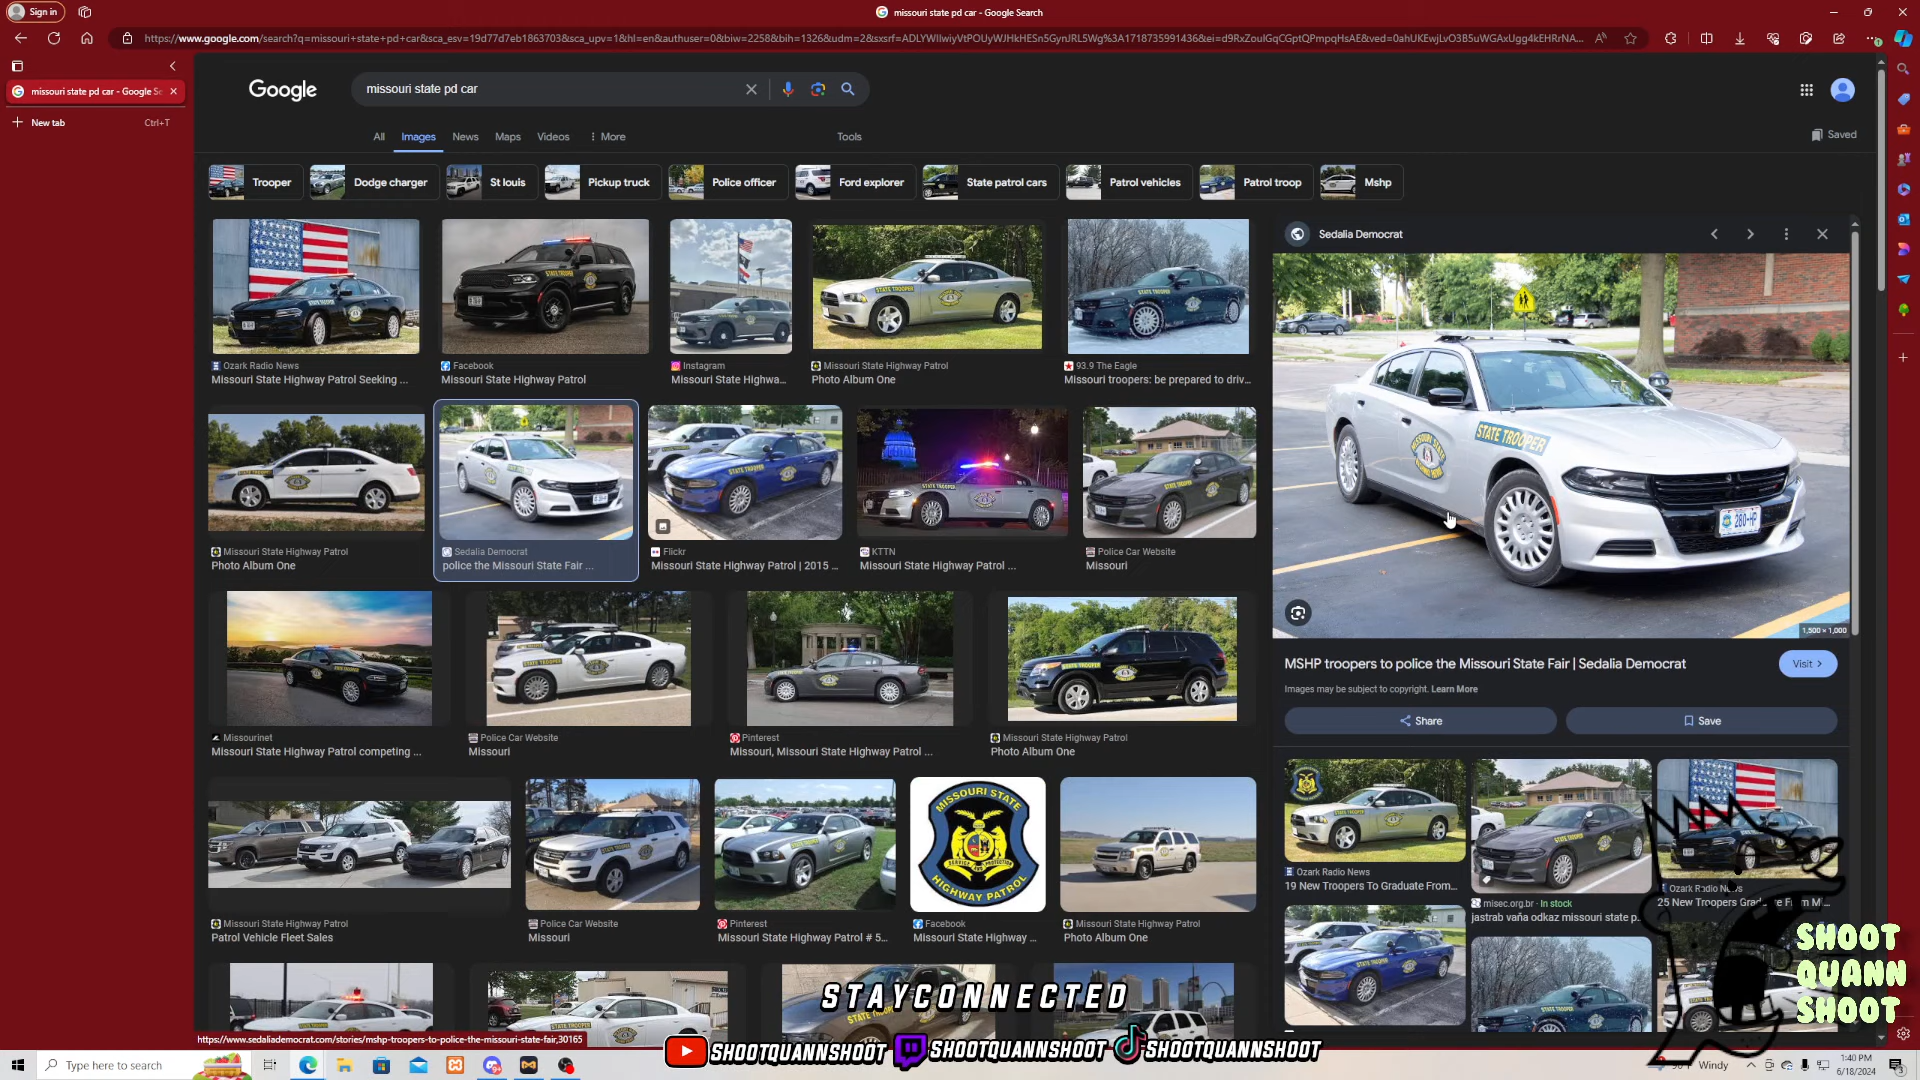 Sign in
missouri state pd car - Google Search
missouri state pd car - Google Se
New tab
Ctrl+T
Google
missouri state pd car
All
Images
News
Maps
Videos
More
Tools
Saved
Trooper
Dodge charger
St louis
Pickup truck
Police officer
Ford explorer
State patrol cars
Patrol vehicles
Patrol troop
Mshp
Ozark Radio News
Missouri State Highway Patrol Seeking ...
Facebook
Missouri State Highway Patrol
Instagram
Missouri State Highwa...
Missouri State Highway Patrol
Photo Album One
93.9 The Eagle
Missouri troopers: be prepared to driv...
Missouri State Highway Patrol
Photo Album One
Sedalia Democrat
police the Missouri State Fair ...
Flickr
Missouri State Highway Patrol | 2015 ...
KTTN
Missouri State Highway Patrol ...
Police Car Website
Missouri
Missourinet
Missouri State Highway Patrol competing ...
Police Car Website
Missouri
Pinterest
Missouri, Missouri State Highway Patrol ...
Missouri State Highway Patrol
Photo Album One
Missouri State Highway Patrol
Patrol Vehicle Fleet Sales
Police Car Website
Missouri
Pinterest
Missouri State Highway Patrol # 5...
MISSOURI STATE
SERVICE PROTECTION
HIGHWAY PATROL
Facebook
Missouri State Highway ...
Missouri State Highway Patrol
Photo Album One
Sedalia Democrat
STATE TROOPER
280-HP
1,500 × 1,000
MSHP troopers to police the Missouri State Fair | Sedalia Democrat
Visit
Images may be subject to copyright. Learn More
Share
Save
Ozark Radio News
19 New Troopers To Graduate From...
misec.org.br · In stock
jastrab vaňa odkaz missouri state p...
Ozark Radio News
25 New Troopers Graduate From Mi...
SHOOT
QUANN
SHOOT
STAYCONNECTED
SHOOTQUANNSHOOT
SHOOTQUANNSHOOT
SHOOTQUANNSHOOT
https://www.sedaliademocrat.com/stories/mshp-troopers-to-police-the-missouri-state-fair,30165
Type here to search
Windy
1:40 PM
6/18/2024